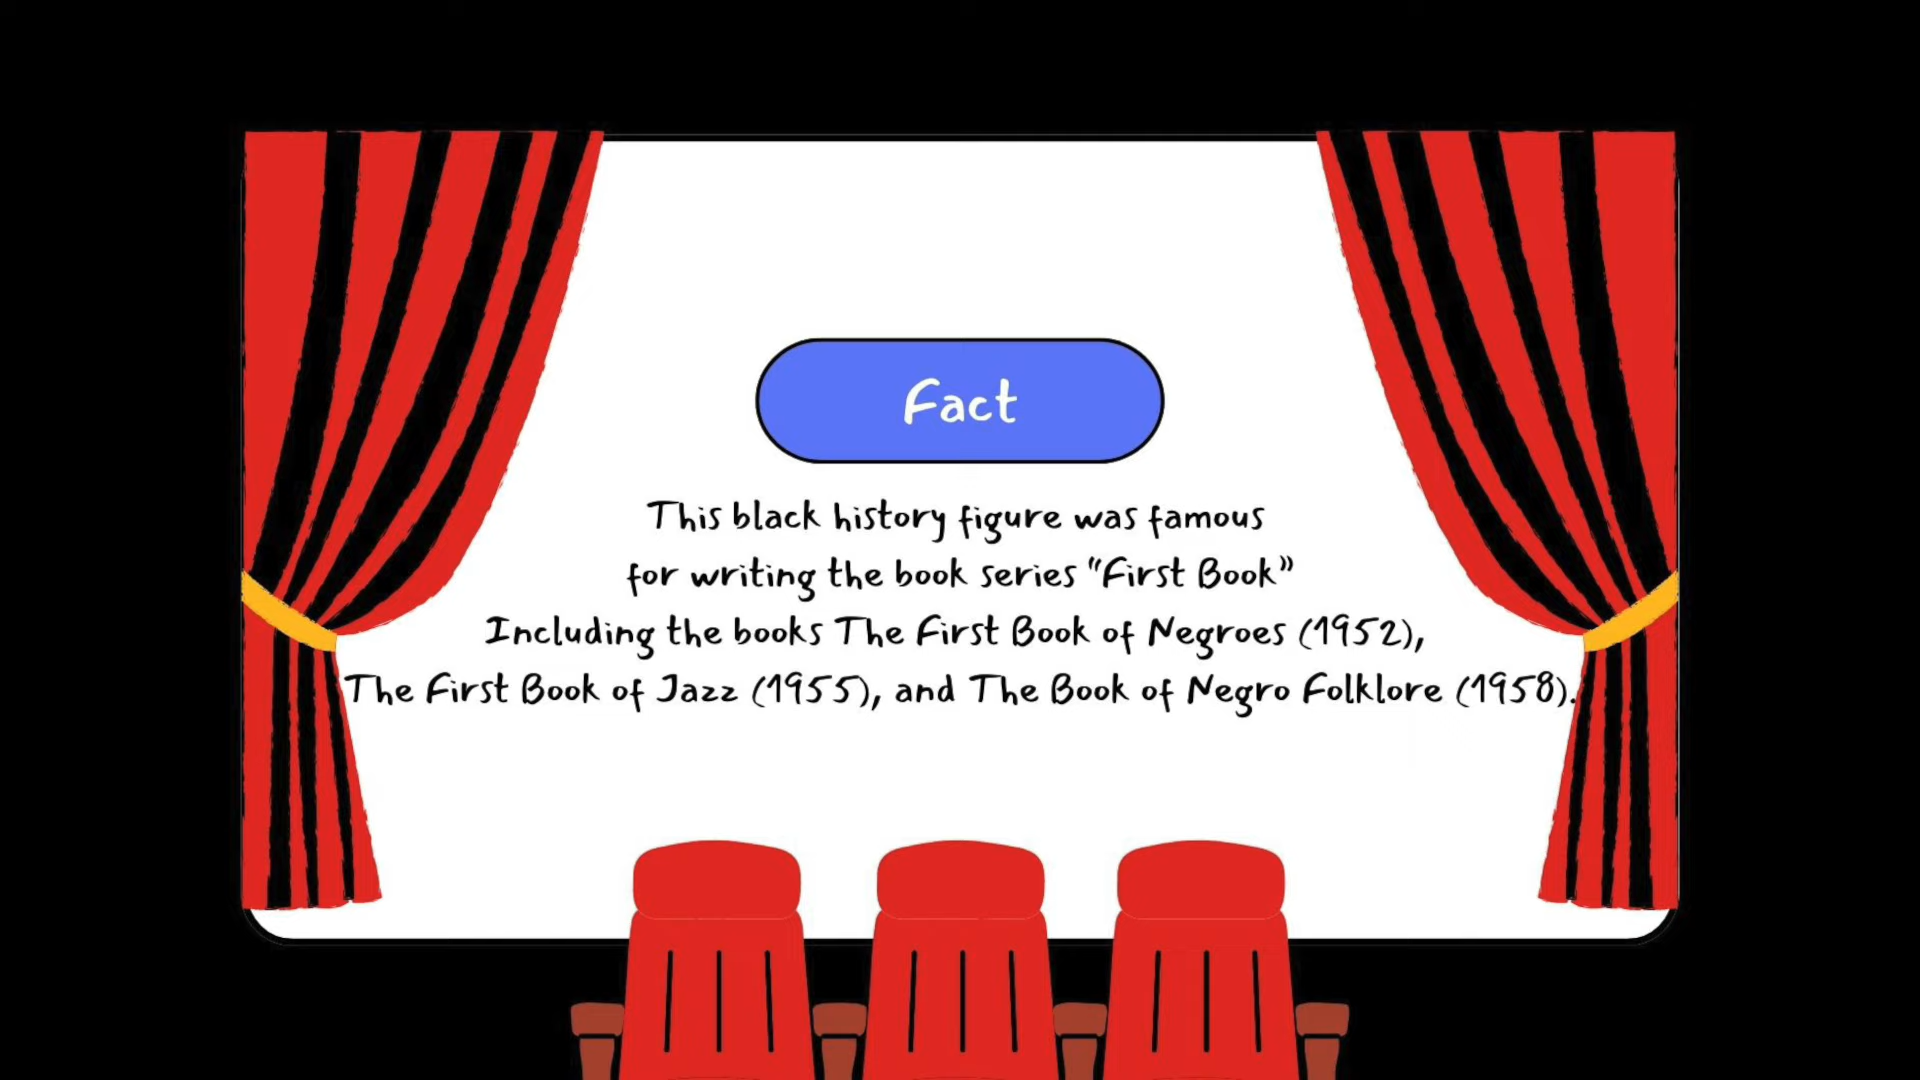 Fact
This black history figure was famous
for writing the book series “First Book”
Including the books The First Book of Negroes (1952),
The First Book of Jazz (1955), and The Book of Negro Folklore (1958).